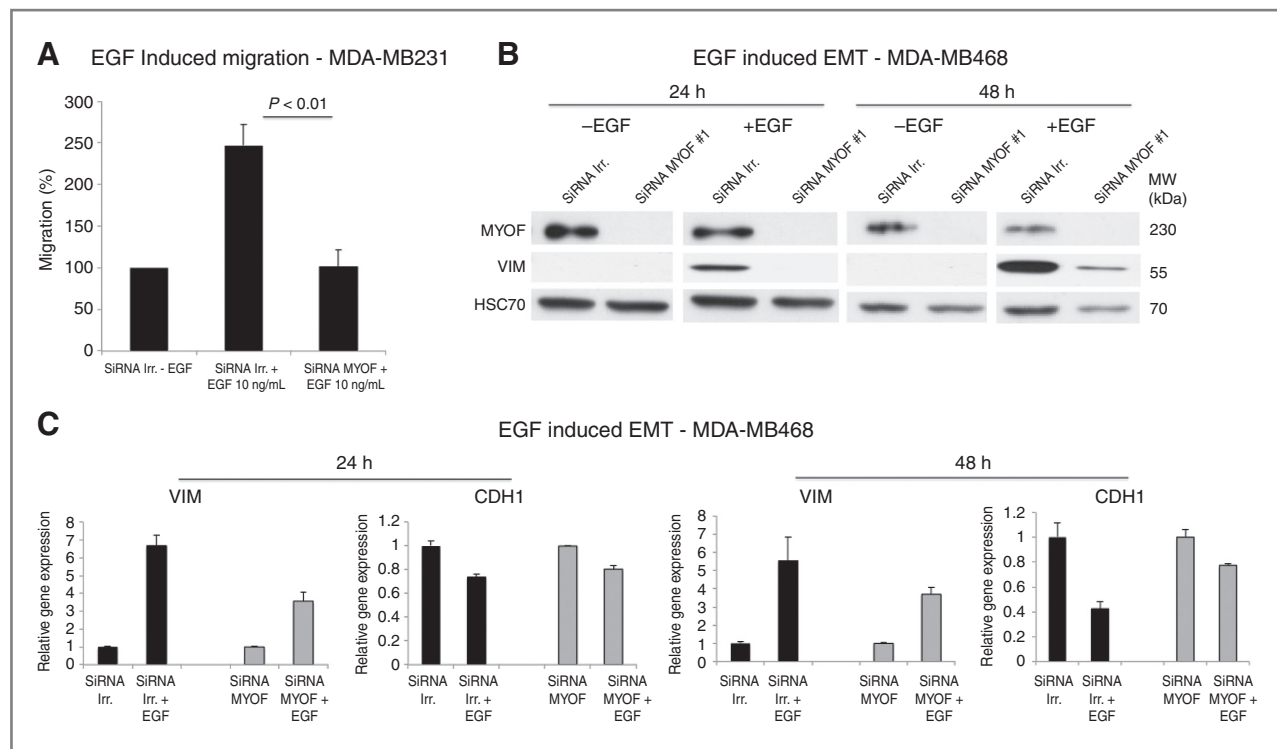 A EGF Induced migration - MDA-MB231
P < 0.01
300
250
200
150
100
50
0
Migration (%)
SiRNA Irr. - EGF
SiRNA Irr. +
EGF 10 ng/mL
SiRNA MYOF +
EGF 10 ng/mL
B EGF induced EMT - MDA-MB468
24 h 48 h
–EGF +EGF –EGF +EGF
SiRNA Irr. SiRNA MYOF #1 SiRNA Irr. SiRNA MYOF #1 SiRNA Irr. SiRNA MYOF #1 SiRNA Irr. SiRNA MYOF #1
MW
(kDa)
MYOF 230
VIM 55
HSC70 70
C EGF induced EMT - MDA-MB468
24 h 48 h
VIM CDH1 VIM CDH1
Relative gene expression
8
7
6
5
4
3
2
1
0
SiRNA
Irr.
SiRNA
Irr. +
EGF
SiRNA
MYOF
SiRNA
MYOF +
EGF
Relative gene expression
1.2
1
0.8
0.6
0.4
0.2
0
SiRNA
Irr.
SiRNA
Irr. +
EGF
SiRNA
MYOF
SiRNA
MYOF +
EGF
Relative gene expression
8
7
6
5
4
3
2
1
0
SiRNA
Irr.
SiRNA
Irr. +
EGF
SiRNA
MYOF
SiRNA
MYOF +
EGF
Relative gene expression
1.2
1
0.8
0.6
0.4
0.2
0
SiRNA
Irr.
SiRNA
Irr. +
EGF
SiRNA
MYOF
SiRNA
MYOF +
EGF